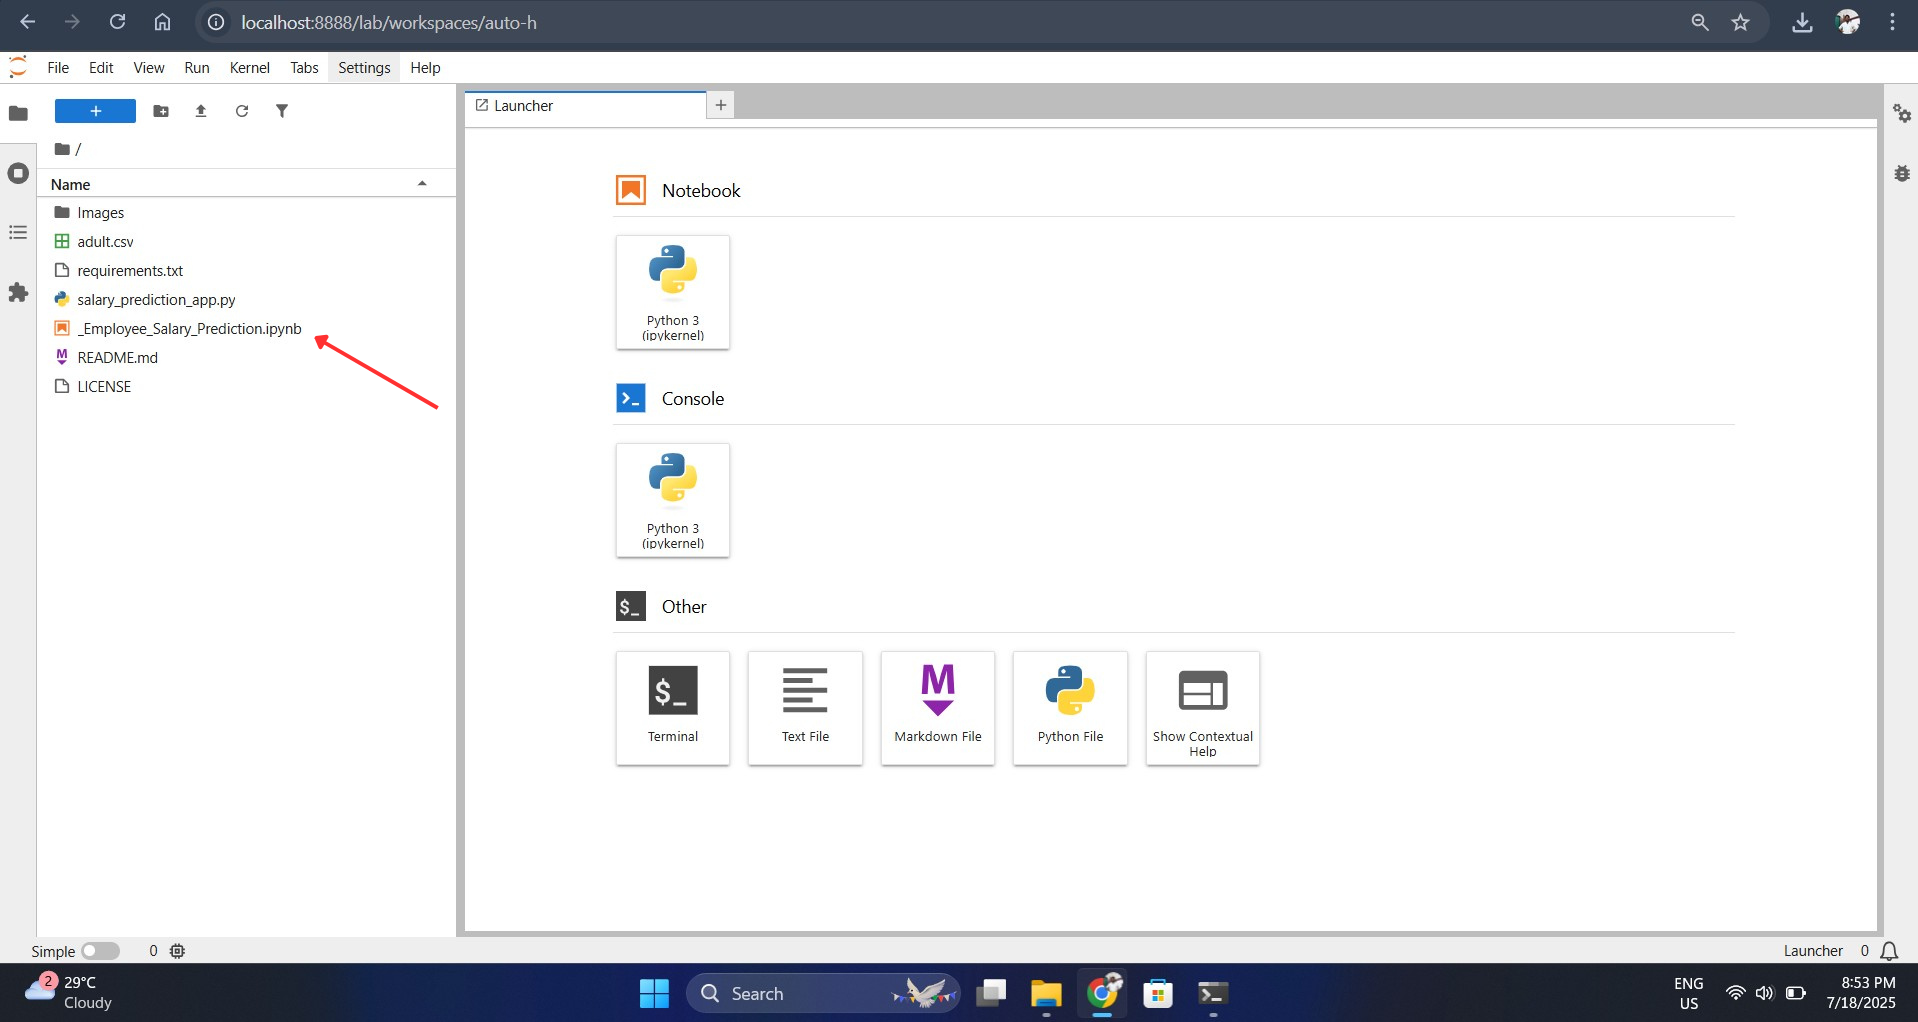 localhost:8888/lab/workspaces/auto-h
File Edit View Run Kernel Tabs Settings Help
+
/
Name
Images
adult.csv
requirements.txt
salary_prediction_app.py
_Employee_Salary_Prediction.ipynb
M README.md
LICENSE
Launcher +
Notebook
Python 3
(ipykernel)
>_ Console
Python 3
(ipykernel)
$_ Other
$_
Terminal
Text File
M
Markdown File
Python File
Show Contextual
Help
Simple 0
Launcher 0
2
29°C
Cloudy
Search
ENG
US
8:53 PM
7/18/2025